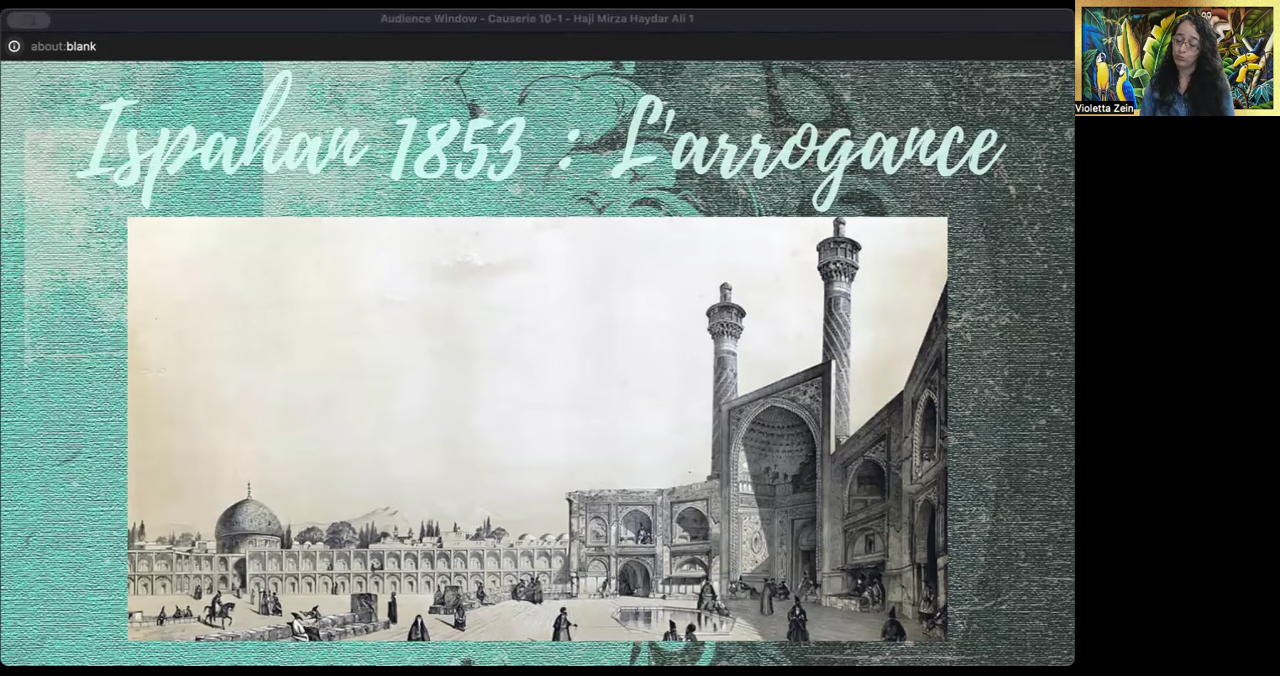 Audience Window - Causerie 10-1 - Haji Mirza Haydar Ali 1
about:blank
Ispahan 1853 : L'arrogance
Violetta Zein